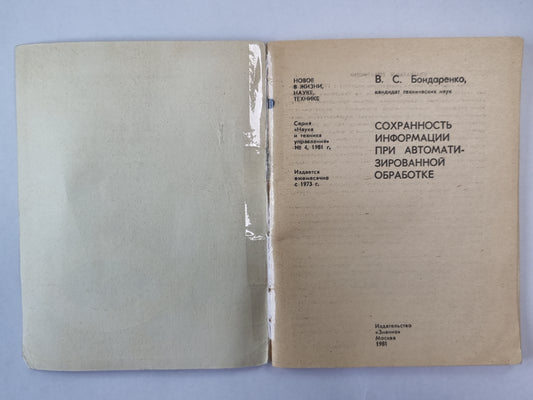 НОВОЕ
В ЖИЗНИ,
НАУКЕ,
ТЕХНИКЕ
Серия
«Наука
и техника
управления»
№ 4, 1981 г.
Издается
ежемесячно
с 1973 г.
В. С. Бондаренко,
кандидат технических наук
СОХРАННОСТЬ
ИНФОРМАЦИИ
ПРИ АВТОМАТИ-
ЗИРОВАННОЙ
ОБРАБОТКЕ
Издательство
«Знание»
Москва
1981